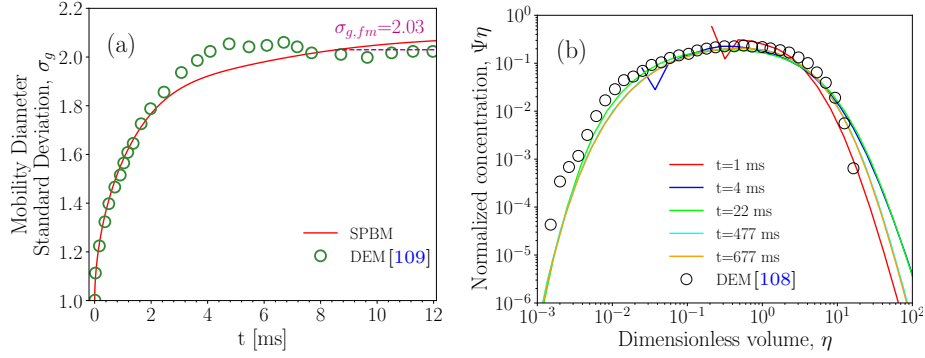 (a)
σ_{g,fm}=2.03
2.2
2.0
1.8
1.6
1.4
1.2
1.0
Mobility Diameter
Standard Deviation, σ_g
SPBM
DEM [109]
0 2 4 6 8 10 12
t [ms]
(b)
10^0
10^{-1}
10^{-2}
10^{-3}
10^{-4}
10^{-5}
10^{-6}
Normalized concentration, Ψη
t=1 ms
t=4 ms
t=22 ms
t=477 ms
t=677 ms
DEM [108]
10^{-3} 10^{-2} 10^{-1} 10^0 10^1 10^2
Dimensionless volume, η